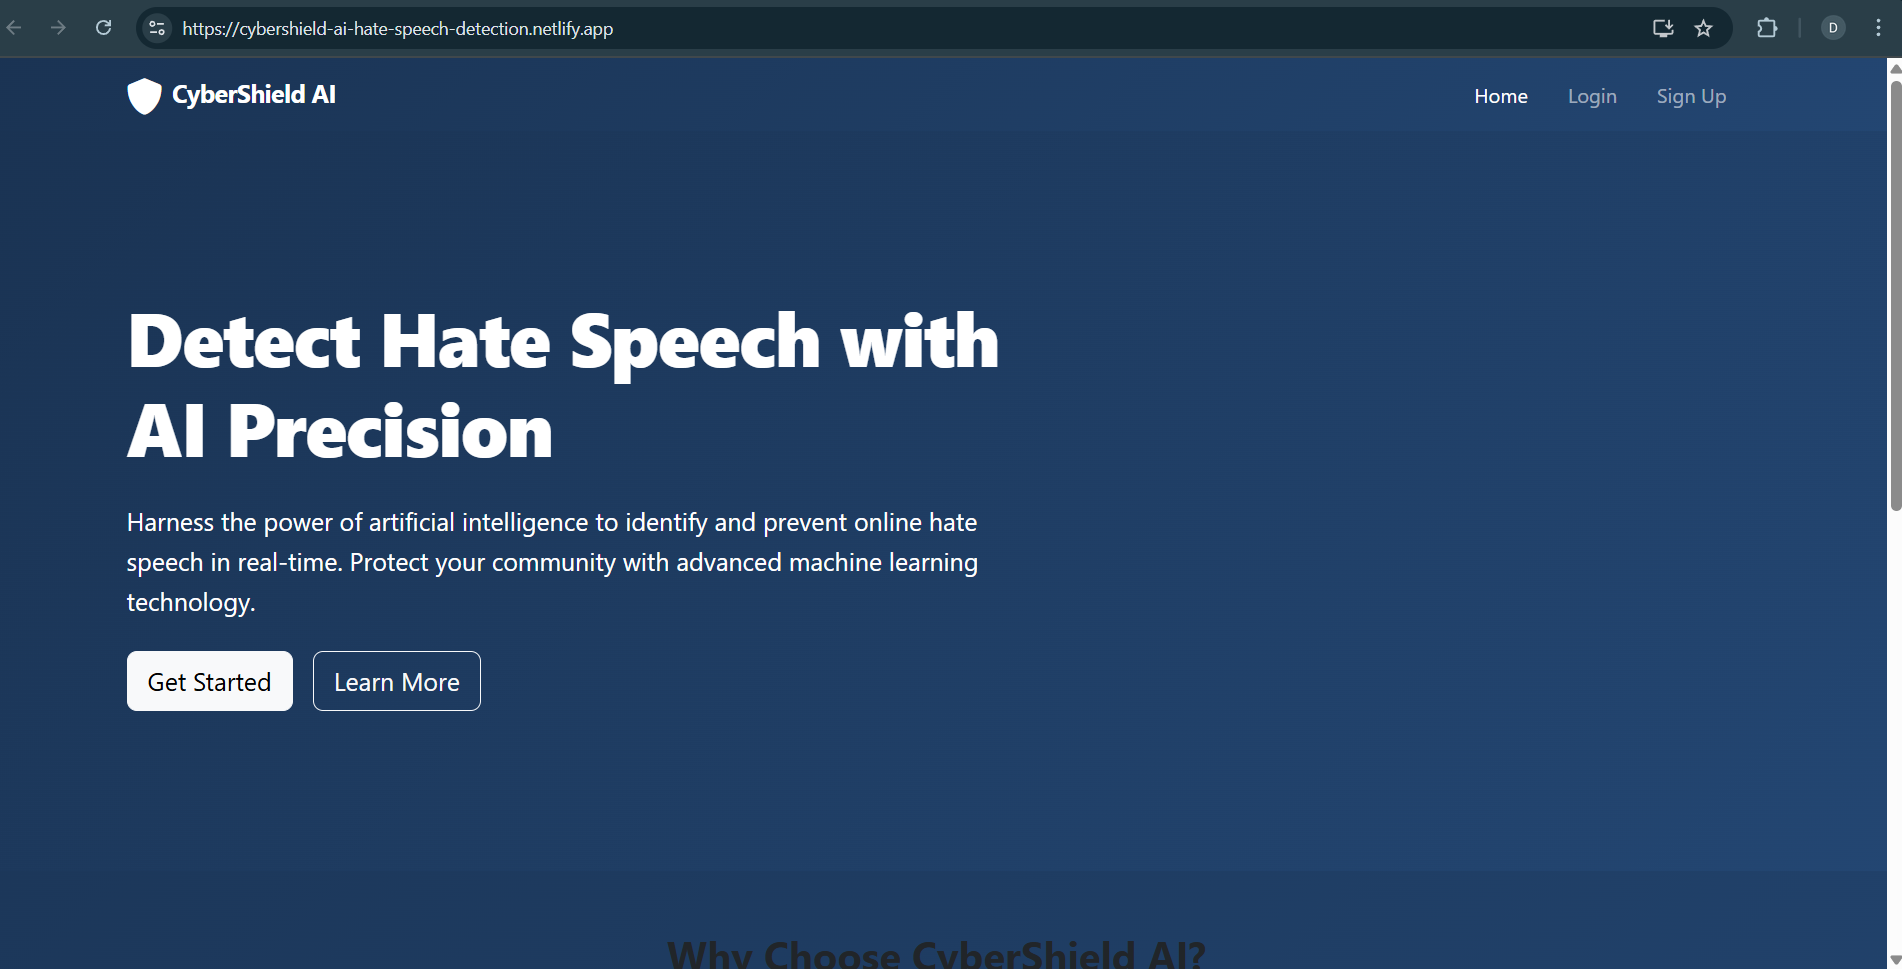 https://cybershield-ai-hate-speech-detection.netlify.app
D
CyberShield AI
Home
Login
Sign Up
Detect Hate Speech with
AI Precision
Harness the power of artificial intelligence to identify and prevent online hate
speech in real-time. Protect your community with advanced machine learning
technology.
Get Started
Learn More
Why Choose CyberShield AI?